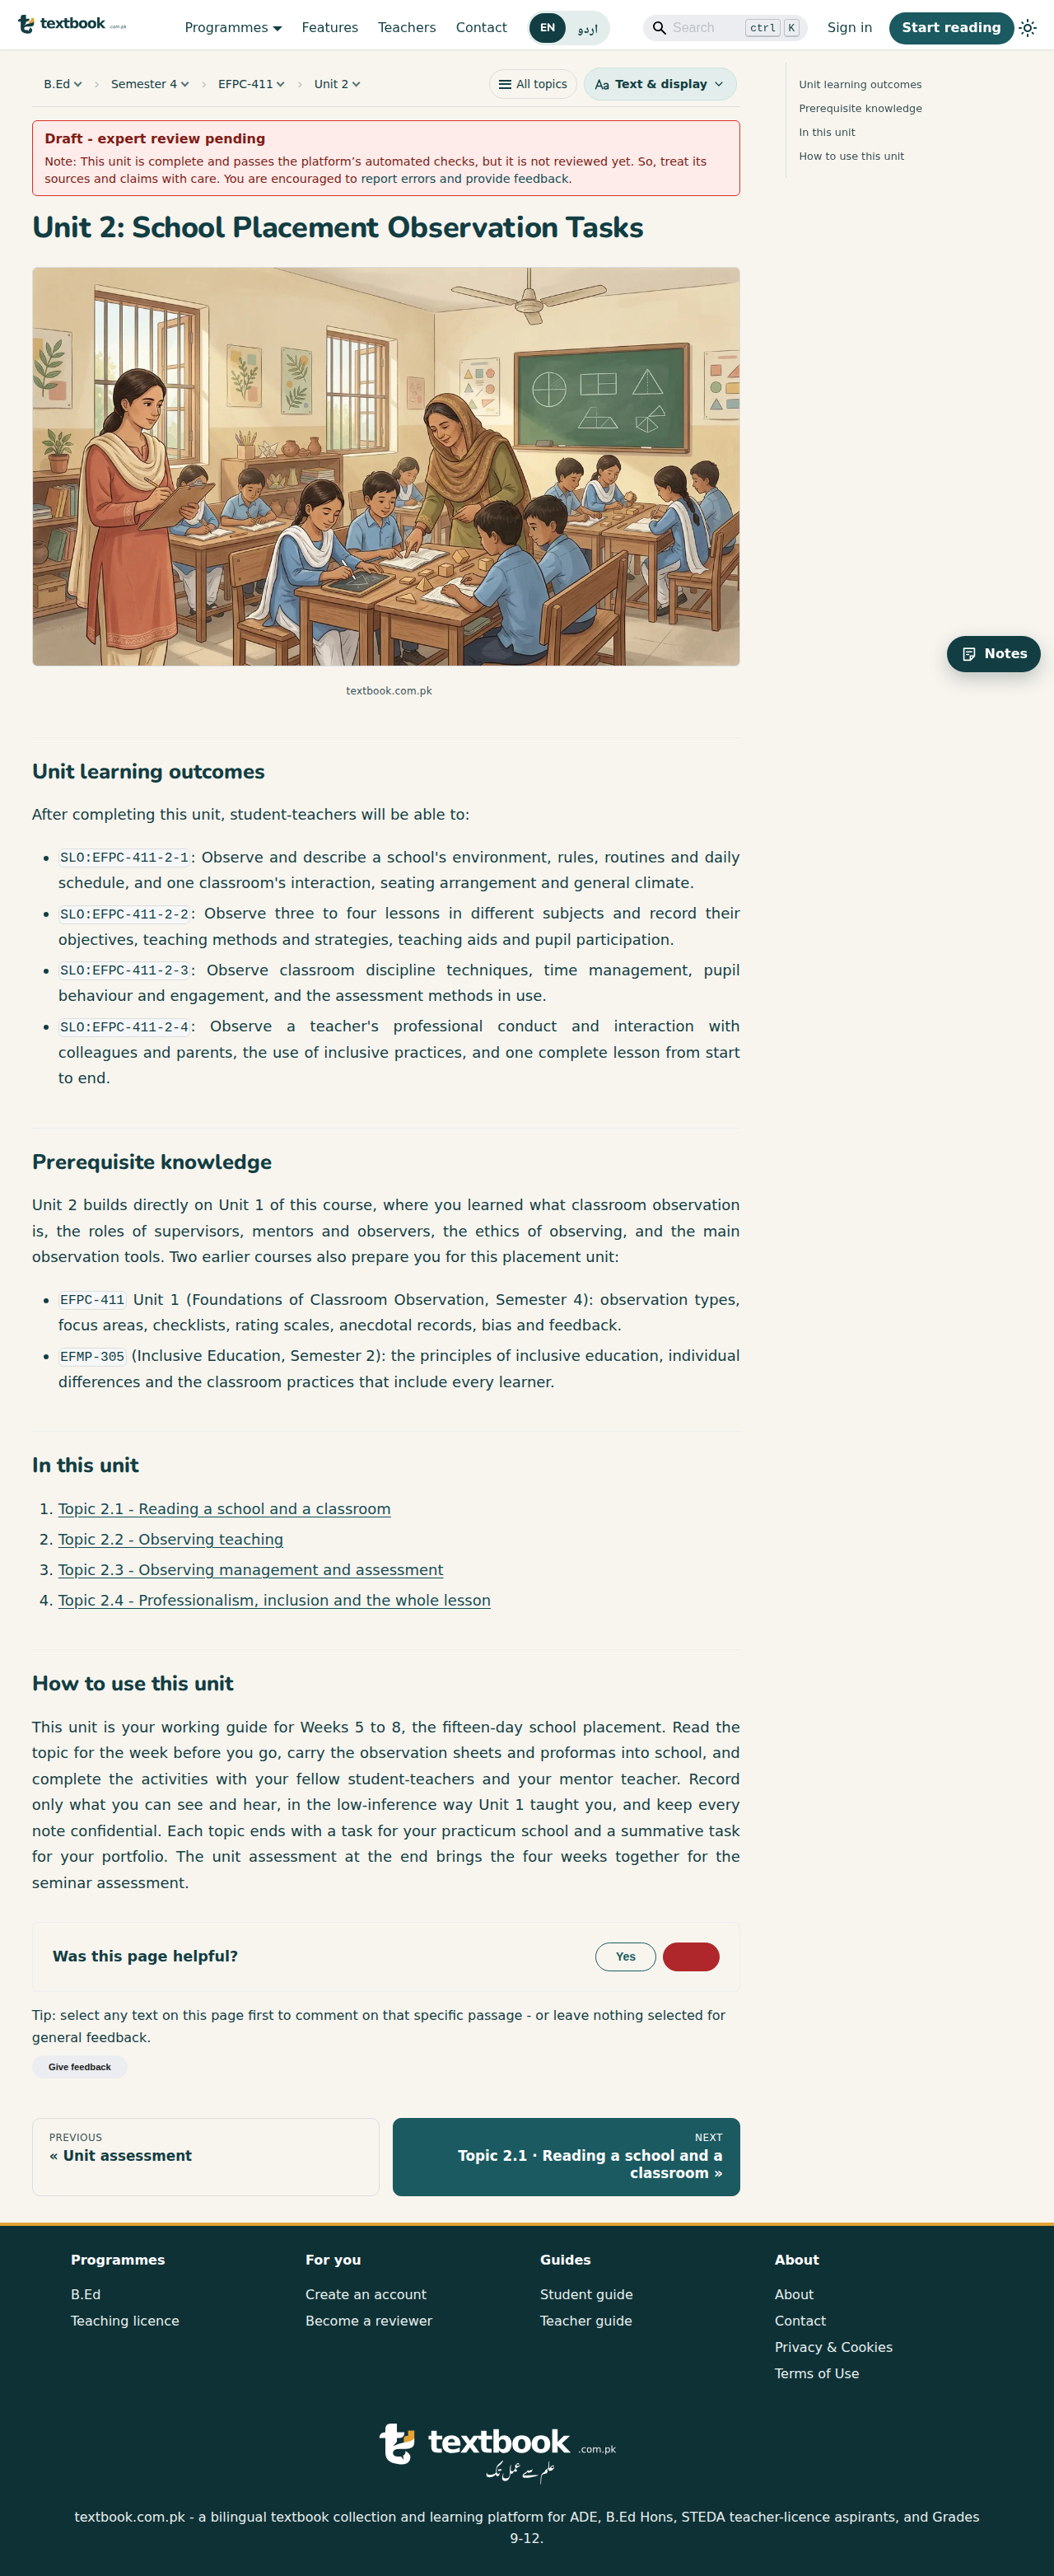 textbook .com.pk
Programmes
Features
Teachers
Contact
EN
اردو
Search
ctrl
K
Sign in
Start reading
B.Ed
Semester 4
EFPC-411
Unit 2
All topics
Text & display
Unit learning outcomes
Prerequisite knowledge
In this unit
How to use this unit
Draft - expert review pending
Note: This unit is complete and passes the platform’s automated checks, but it is not reviewed yet. So, treat its
sources and claims with care. You are encouraged to report errors and provide feedback.
Unit 2: School Placement Observation Tasks
Notes
textbook.com.pk
Unit learning outcomes
After completing this unit, student-teachers will be able to:
SLO:EFPC-411-2-1: Observe and describe a school's environment, rules, routines and daily
schedule, and one classroom's interaction, seating arrangement and general climate.
SLO:EFPC-411-2-2: Observe three to four lessons in different subjects and record their
objectives, teaching methods and strategies, teaching aids and pupil participation.
SLO:EFPC-411-2-3: Observe classroom discipline techniques, time management, pupil
behaviour and engagement, and the assessment methods in use.
SLO:EFPC-411-2-4: Observe a teacher's professional conduct and interaction with
colleagues and parents, the use of inclusive practices, and one complete lesson from start
to end.
Prerequisite knowledge
Unit 2 builds directly on Unit 1 of this course, where you learned what classroom observation
is, the roles of supervisors, mentors and observers, the ethics of observing, and the main
observation tools. Two earlier courses also prepare you for this placement unit:
EFPC-411 Unit 1 (Foundations of Classroom Observation, Semester 4): observation types,
focus areas, checklists, rating scales, anecdotal records, bias and feedback.
EFMP-305 (Inclusive Education, Semester 2): the principles of inclusive education, individual
differences and the classroom practices that include every learner.
In this unit
1. Topic 2.1 - Reading a school and a classroom
2. Topic 2.2 - Observing teaching
3. Topic 2.3 - Observing management and assessment
4. Topic 2.4 - Professionalism, inclusion and the whole lesson
How to use this unit
This unit is your working guide for Weeks 5 to 8, the fifteen-day school placement. Read the
topic for the week before you go, carry the observation sheets and proformas into school, and
complete the activities with your fellow student-teachers and your mentor teacher. Record
only what you can see and hear, in the low-inference way Unit 1 taught you, and keep every
note confidential. Each topic ends with a task for your practicum school and a summative task
for your portfolio. The unit assessment at the end brings the four weeks together for the
seminar assessment.
Was this page helpful?
Yes
Tip: select any text on this page first to comment on that specific passage - or leave nothing selected for
general feedback.
Give feedback
PREVIOUS
« Unit assessment
NEXT
Topic 2.1 · Reading a school and a
classroom »
Programmes
B.Ed
Teaching licence
For you
Create an account
Become a reviewer
Guides
Student guide
Teacher guide
About
About
Contact
Privacy & Cookies
Terms of Use
textbook .com.pk
علم سے عمل تک
textbook.com.pk - a bilingual textbook collection and learning platform for ADE, B.Ed Hons, STEDA teacher-licence aspirants, and Grades
9-12.